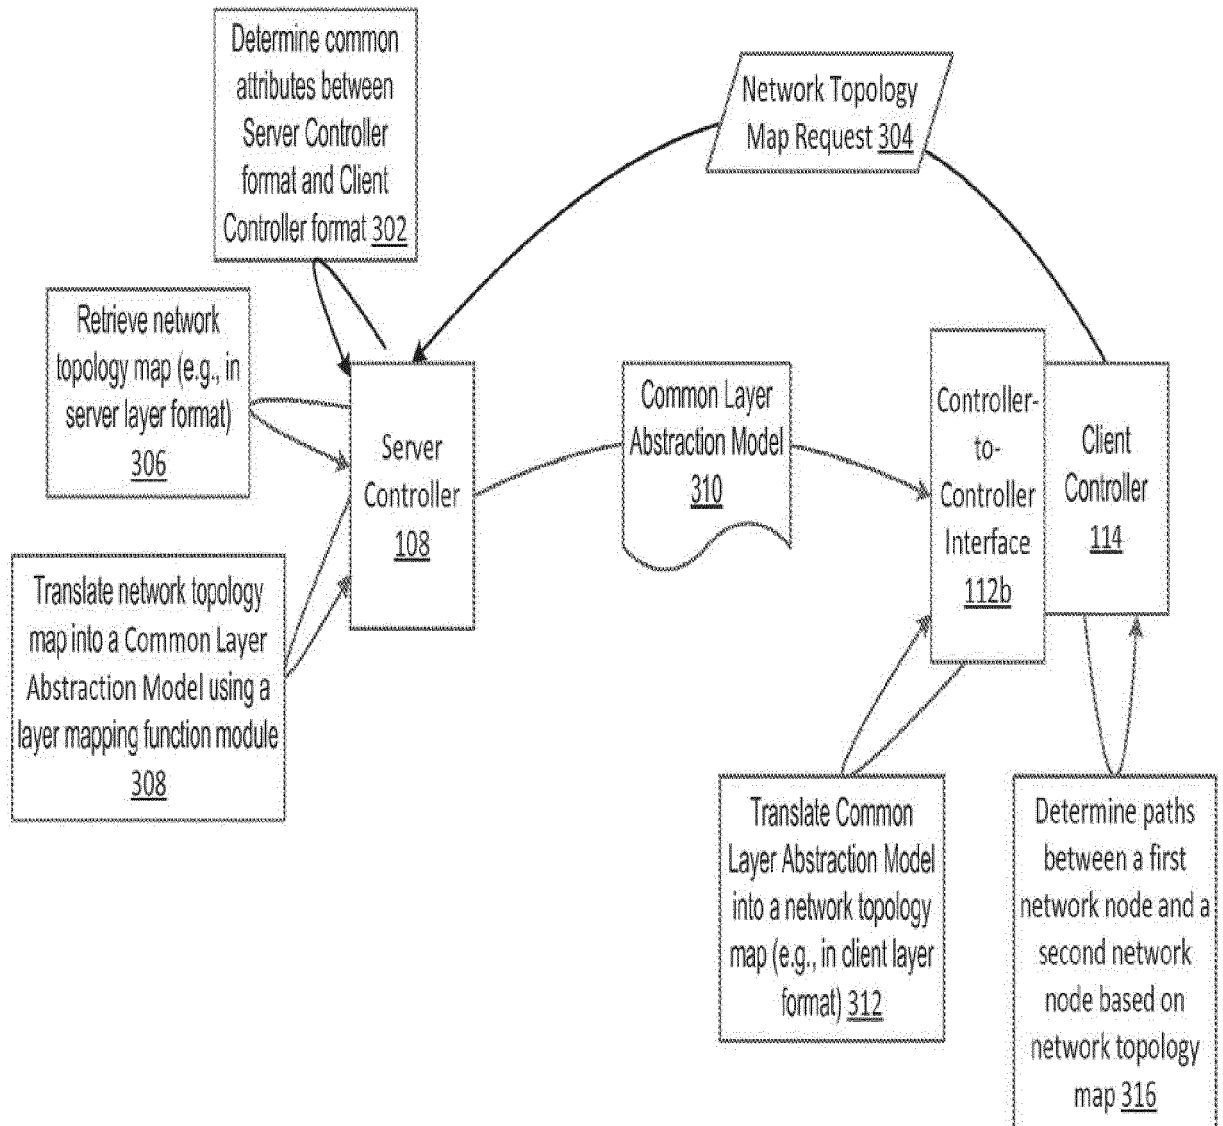 Determine common
attributes between
Server Controller
format and Client
Controller format 302
Network Topology
Map Request 304
Retrieve network
topology map (e.g., in
server layer format)
306
Server
Controller
108
Common Layer
Abstraction Model
310
Controller-
to-
Controller
Interface
112b
Client
Controller
114
Translate network topology
map into a Common Layer
Abstraction Model using a
layer mapping function module
308
Translate Common
Layer Abstraction Model
into a network topology
map (e.g., in client layer
format) 312
Determine paths
between a first
network node and a
second network
node based on
network topology
map 316